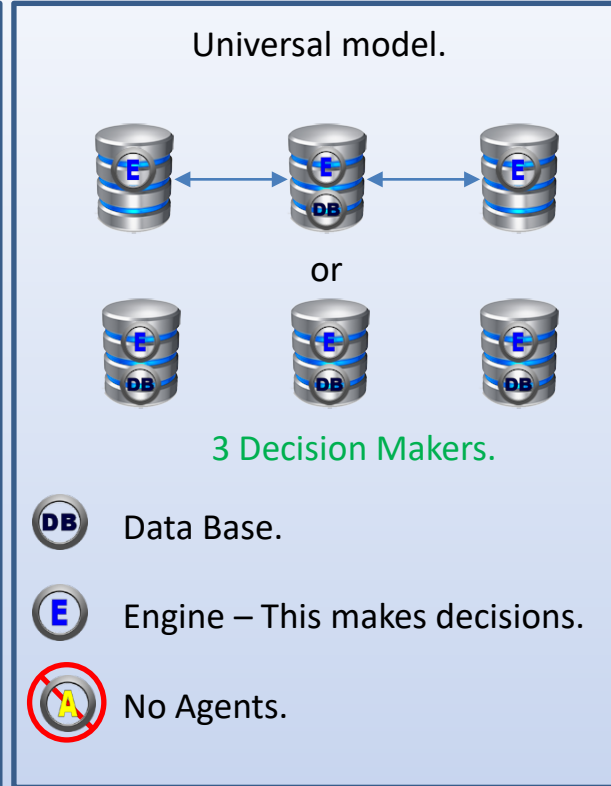 Universal model.
E E E
DB
or
E E E
DB DB DB
3 Decision Makers.
DB Data Base.
E Engine – This makes decisions.
A No Agents.